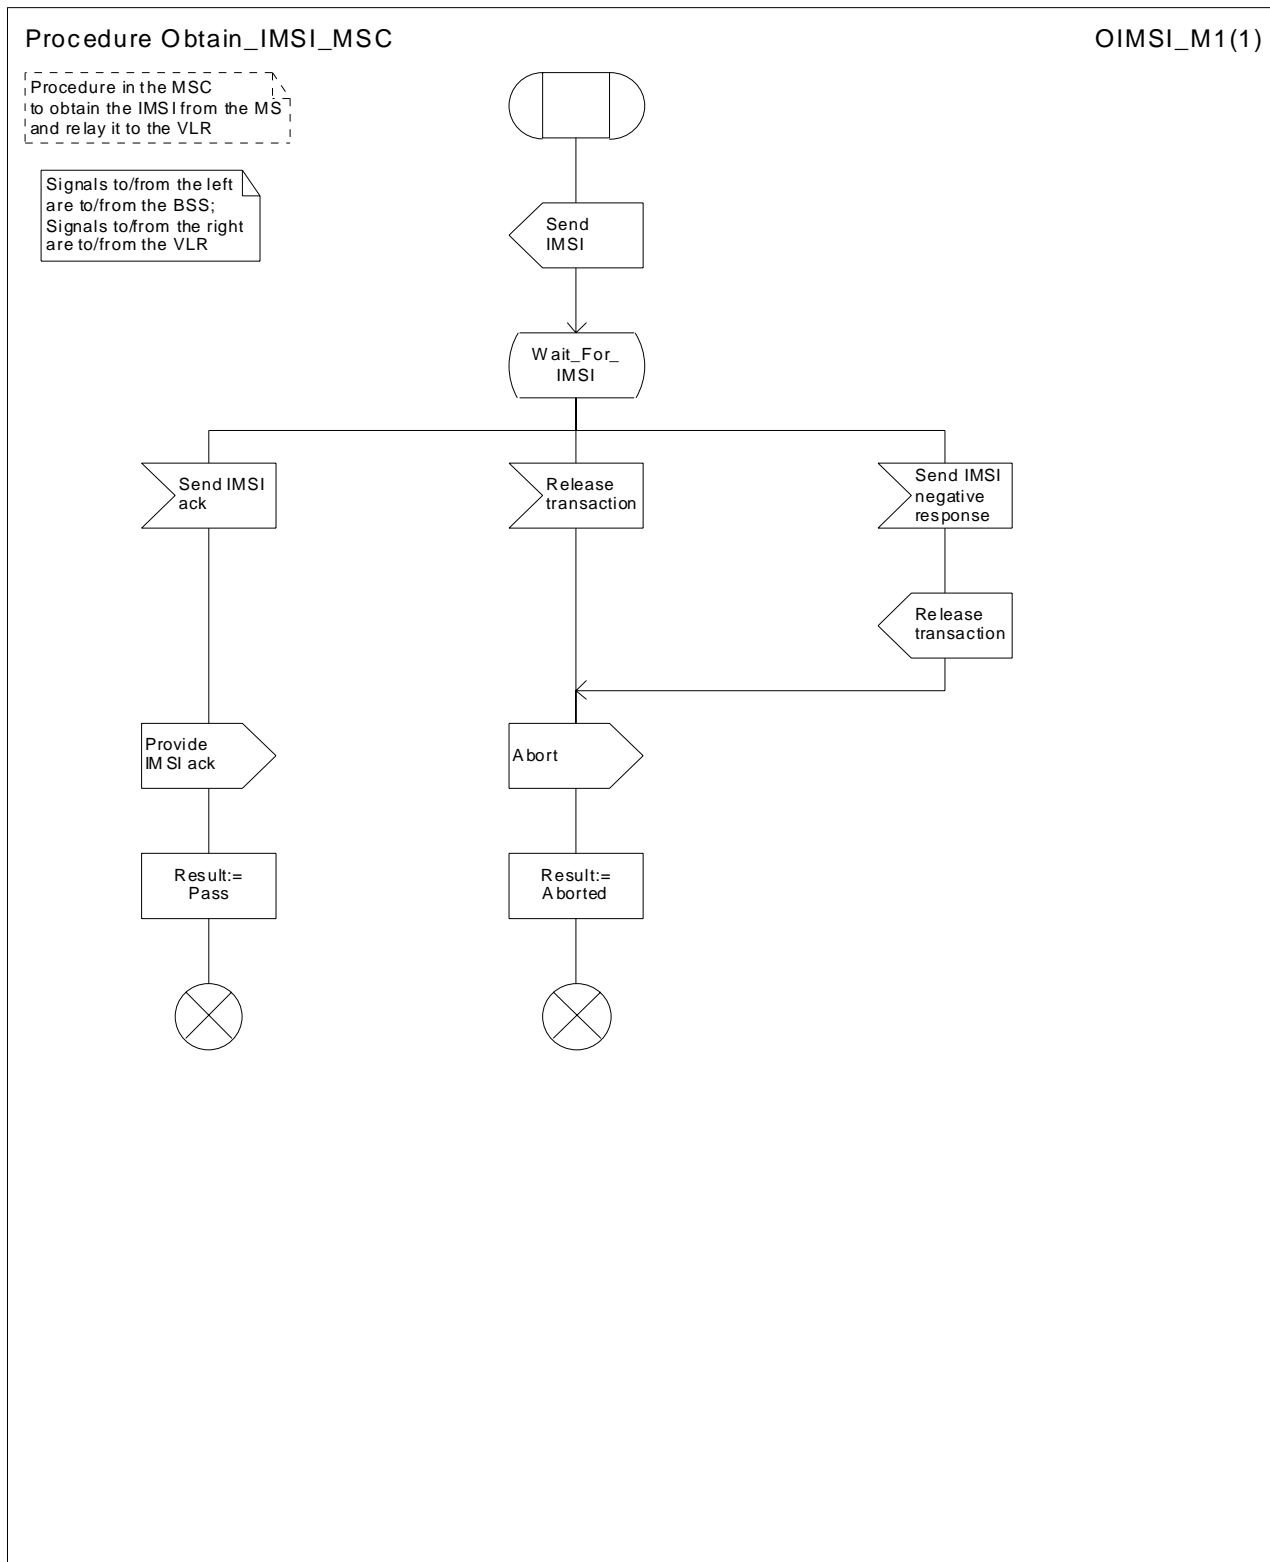 Procedure Obtain_IMSI_MSC
OIMSI_M1(1)
Procedure in the MSC
to obtain the IMSI from the MS
and relay it to the VLR
Signals to/from the left
are to/from the BSS;
Signals to/from the right
are to/from the VLR
Send
IMSI
Wait_For_
IMSI
Send IMSI
ack
Release
transaction
Send IMSI
negative
response
Release
transaction
Provide
IMSI ack
Abort
Result:=
Pass
Result:=
Aborted